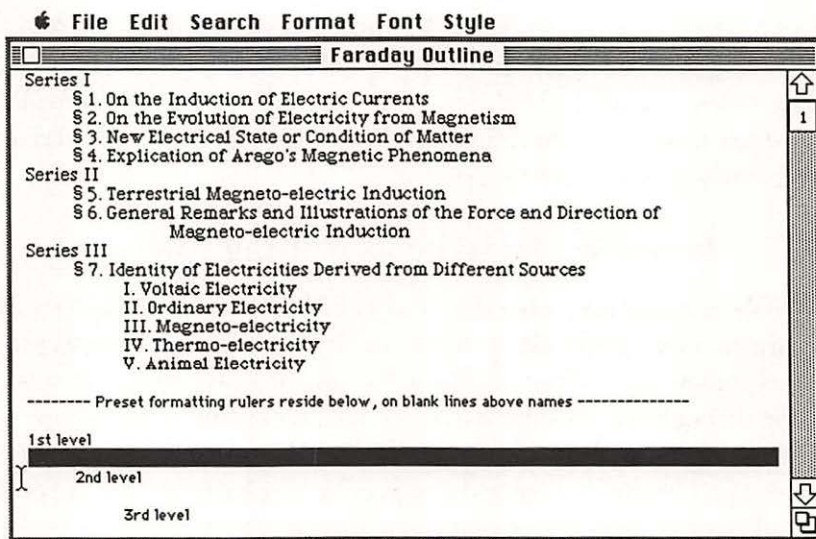 File Edit Search Format Font Style
Faraday Outline
Series I
§ 1. On the Induction of Electric Currents
§ 2. On the Evolution of Electricity from Magnetism
§ 3. New Electrical State or Condition of Matter
§ 4. Explication of Arago's Magnetic Phenomena
Series II
§ 5. Terrestrial Magneto-electric Induction
§ 6. General Remarks and Illustrations of the Force and Direction of
Magneto-electric Induction
Series III
§ 7. Identity of Electricities Derived from Different Sources
I. Voltaic Electricity
II. Ordinary Electricity
III. Magneto-electricity
IV. Thermo-electricity
V. Animal Electricity
-------- Preset formatting rulers reside below, on blank lines above names --------------
1st level
2nd level
3rd level
1